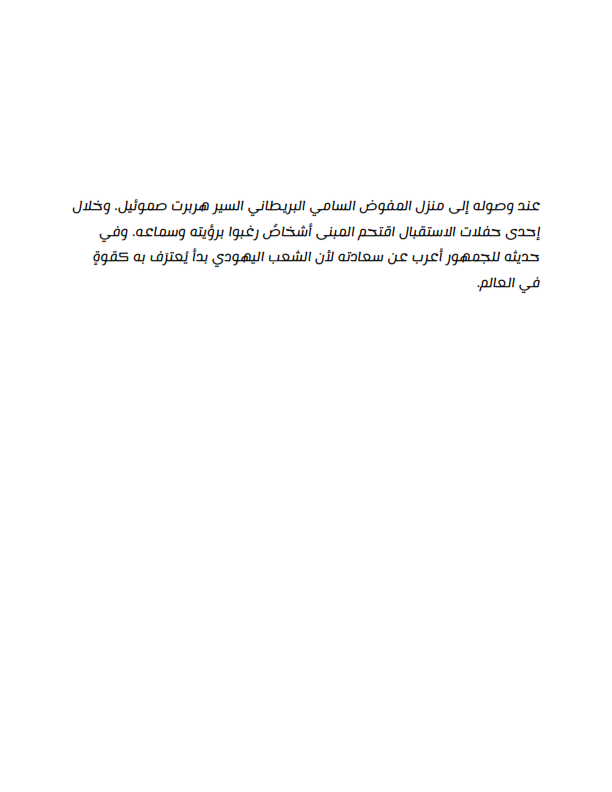 عند وصوله إلى منزل المفوض السامي البريطاني السير هربرت صموئيل. وخلال
إحدى حفلات الاستقبال اقتحم المبنى أشخاصٌ رغبوا برؤيته وسماعه. وفي
حديثه للجمهور أعرب عن سعادته لأن الشعب اليهودي بدأ يُعترَف به كقوةٍ
في العالم.